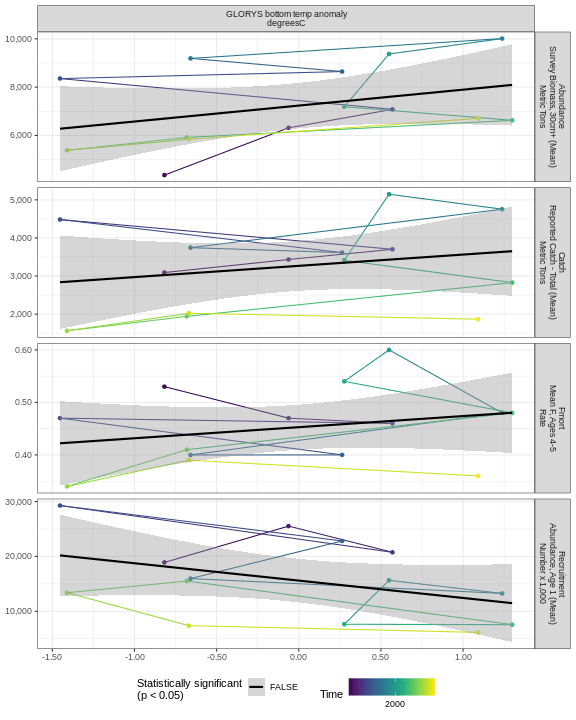 GLORYS bottom temp anomaly
degreesC
10,000
8,000
6,000
Abundance
Survey Biomass, 30cm+ (Mean)
Metric Tons
5,000
4,000
3,000
2,000
Catch
Reported Catch - Total (Mean)
Metric Tons
0.60
0.50
0.40
Fmort
Mean F, Ages 4-5
Rate
30,000
20,000
10,000
Recruitment
Abundance, Age 1 (Mean)
Number x 1,000
-1.50 -1.00 -0.50 0.00 0.50 1.00
Statistically significant
(p < 0.05)
FALSE
Time
2000